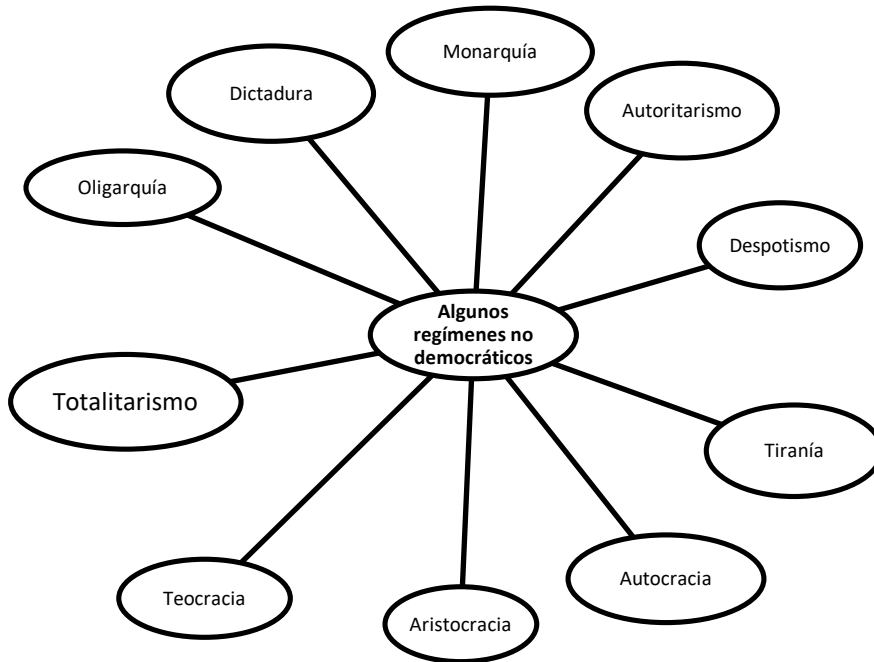 Monarquía
Dictadura
Autoritarismo
Oligarquía
Despotismo
Algunos
regímenes no
democráticos
Totalitarismo
Tiranía
Autocracia
Teocracia
Aristocracia